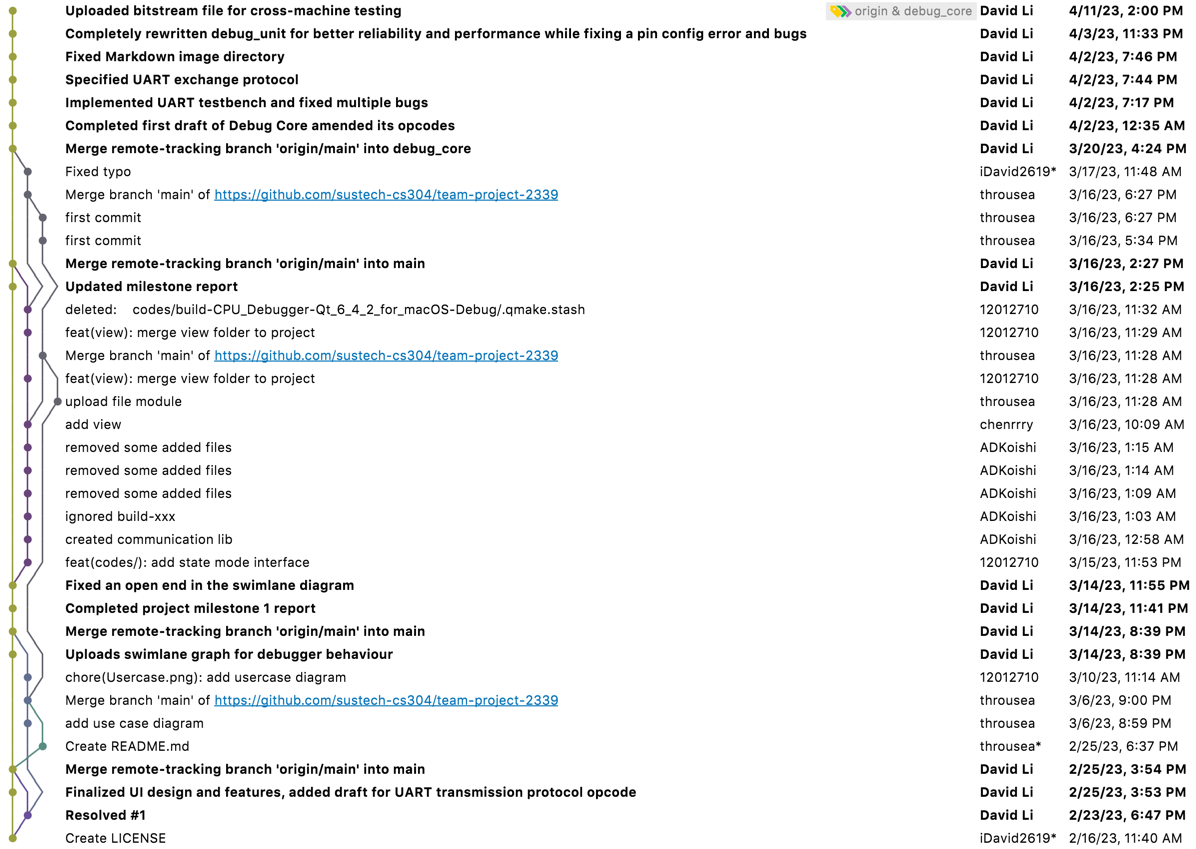 Uploaded bitstream file for cross-machine testing origin & debug_core David Li 4/11/23, 2:00 PM
Completely rewritten debug_unit for better reliability and performance while fixing a pin config error and bugs David Li 4/3/23, 11:33 PM
Fixed Markdown image directory David Li 4/2/23, 7:46 PM
Specified UART exchange protocol David Li 4/2/23, 7:44 PM
Implemented UART testbench and fixed multiple bugs David Li 4/2/23, 7:17 PM
Completed first draft of Debug Core amended its opcodes David Li 4/2/23, 12:35 AM
Merge remote-tracking branch 'origin/main' into debug_core David Li 3/20/23, 4:24 PM
Fixed typo iDavid2619* 3/17/23, 11:48 AM
Merge branch 'main' of https://github.com/sustech-cs304/team-project-2339 throusea 3/16/23, 6:27 PM
first commit throusea 3/16/23, 6:27 PM
first commit throusea 3/16/23, 5:34 PM
Merge remote-tracking branch 'origin/main' into main David Li 3/16/23, 2:27 PM
Updated milestone report David Li 3/16/23, 2:25 PM
deleted: codes/build-CPU_Debugger-Qt_6_4_2_for_macOS-Debug/.qmake.stash 12012710 3/16/23, 11:32 AM
feat(view): merge view folder to project 12012710 3/16/23, 11:29 AM
Merge branch 'main' of https://github.com/sustech-cs304/team-project-2339 throusea 3/16/23, 11:28 AM
feat(view): merge view folder to project 12012710 3/16/23, 11:28 AM
upload file module throusea 3/16/23, 11:28 AM
add view chenrrry 3/16/23, 10:09 AM
removed some added files ADKoishi 3/16/23, 1:15 AM
removed some added files ADKoishi 3/16/23, 1:14 AM
removed some added files ADKoishi 3/16/23, 1:09 AM
ignored build-xxx ADKoishi 3/16/23, 1:03 AM
created communication lib ADKoishi 3/16/23, 12:58 AM
feat(codes/): add state mode interface 12012710 3/15/23, 11:53 PM
Fixed an open end in the swimlane diagram David Li 3/14/23, 11:55 PM
Completed project milestone 1 report David Li 3/14/23, 11:41 PM
Merge remote-tracking branch 'origin/main' into main David Li 3/14/23, 8:39 PM
Uploads swimlane graph for debugger behaviour David Li 3/14/23, 8:39 PM
chore(Usercase.png): add usercase diagram 12012710 3/10/23, 11:14 AM
Merge branch 'main' of https://github.com/sustech-cs304/team-project-2339 throusea 3/6/23, 9:00 PM
add use case diagram throusea 3/6/23, 8:59 PM
Create README.md throusea* 2/25/23, 6:37 PM
Merge remote-tracking branch 'origin/main' into main David Li 2/25/23, 3:54 PM
Finalized UI design and features, added draft for UART transmission protocol opcode David Li 2/25/23, 3:53 PM
Resolved #1 David Li 2/23/23, 6:47 PM
Create LICENSE iDavid2619* 2/16/23, 11:40 AM